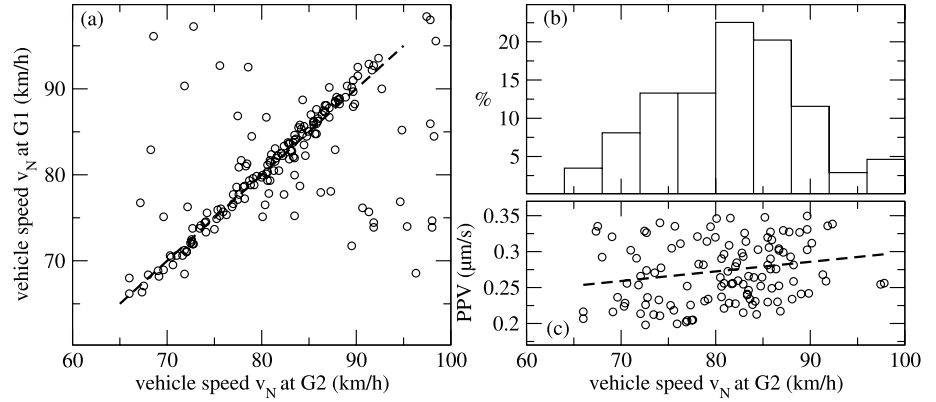 (a)
vehicle speed v_N at G1 (km/h)
90
80
70
60
60 70 80 90 100
vehicle speed v_N at G2 (km/h)
(b)
%
20
15
10
5
(c)
PPV (μm/s)
0.35
0.3
0.25
0.2
60 70 80 90 100
vehicle speed v_N at G2 (km/h)